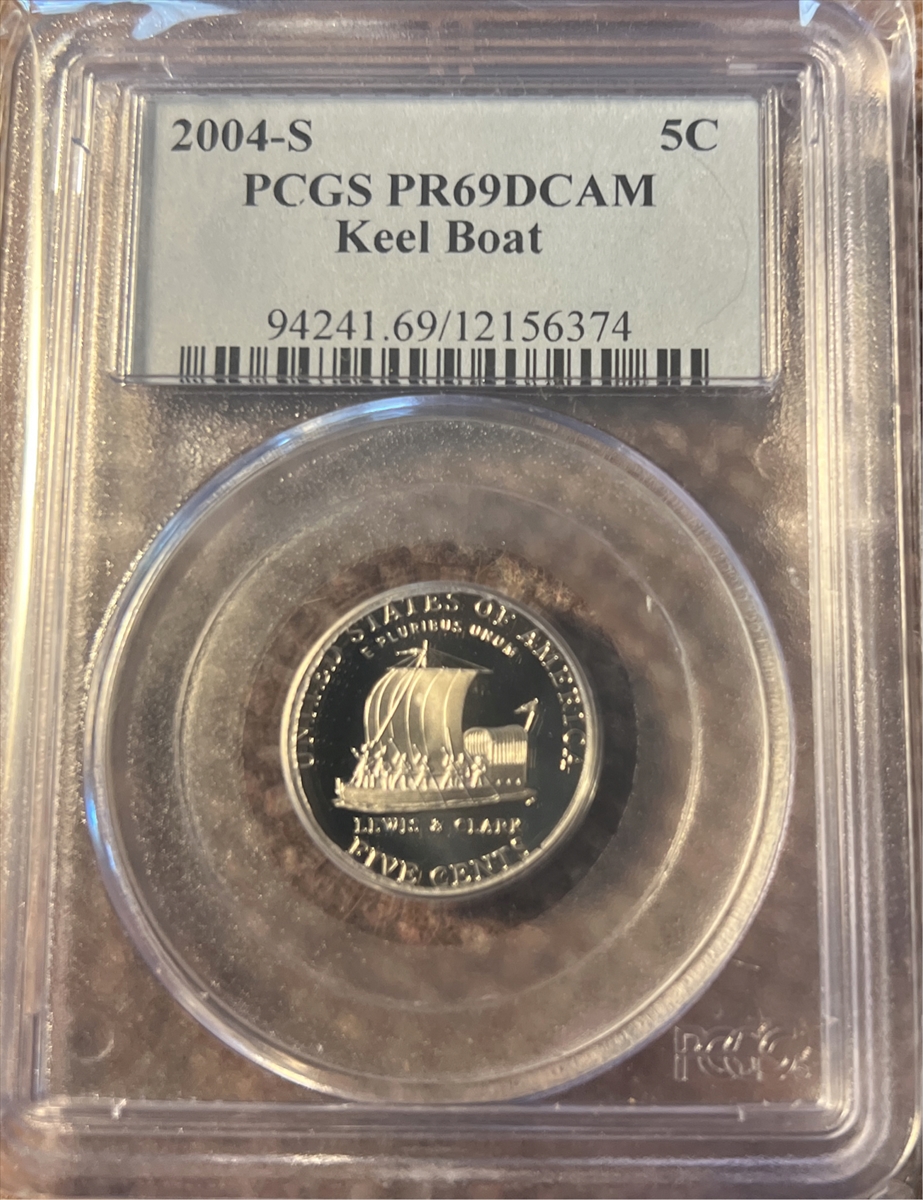 2004-S 5C
PCGS PR69DCAM
Keel Boat
94241.69/12156374
UNITED STATES OF AMERICA
E PLURIBUS UNUM
LEWIS & CLARK
FIVE CENTS
PCGS